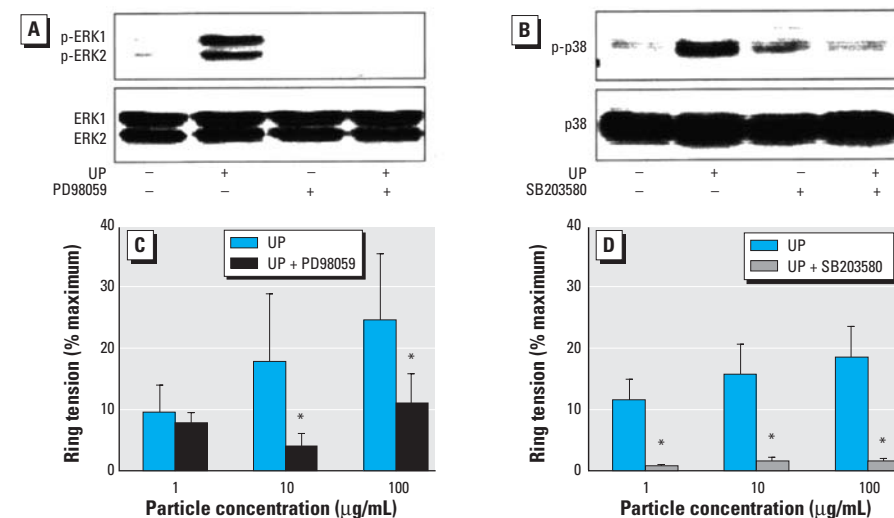 A
p-ERK1
p-ERK2
ERK1
ERK2
UP – + – +
PD98059 – – + +
B
p-p38
p38
UP – + – +
SB203580 – – + +
C
UP
UP + PD98059
Ring tension (% maximum)
40
30
20
10
0
*
*
1 10 100
Particle concentration (μg/mL)
D
UP
UP + SB203580
Ring tension (% maximum)
40
30
20
10
0
*
*
*
1 10 100
Particle concentration (μg/mL)